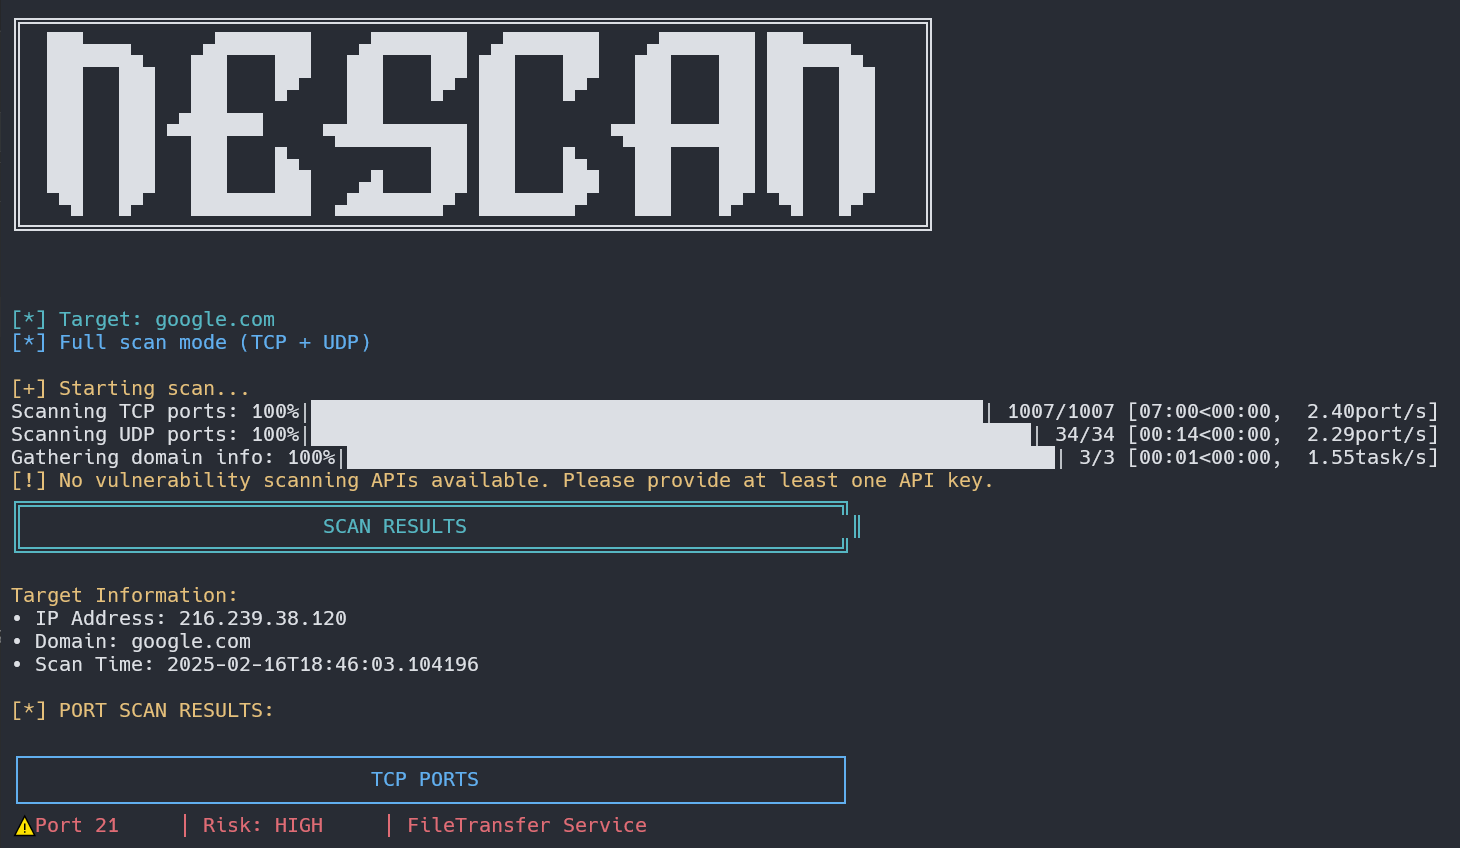 NESCAN
[*] Target: google.com
[*] Full scan mode (TCP + UDP)
[+] Starting scan...
Scanning TCP ports: 100%| | 1007/1007 [07:00<00:00,  2.40port/s]
Scanning UDP ports: 100%| | 34/34 [00:14<00:00,  2.29port/s]
Gathering domain info: 100%| | 3/3 [00:01<00:00,  1.55task/s]
[!] No vulnerability scanning APIs available. Please provide at least one API key.
SCAN RESULTS
Target Information:
• IP Address: 216.239.38.120
• Domain: google.com
• Scan Time: 2025-02-16T18:46:03.104196
[*] PORT SCAN RESULTS:
TCP PORTS
⚠Port 21 | Risk: HIGH | FileTransfer Service